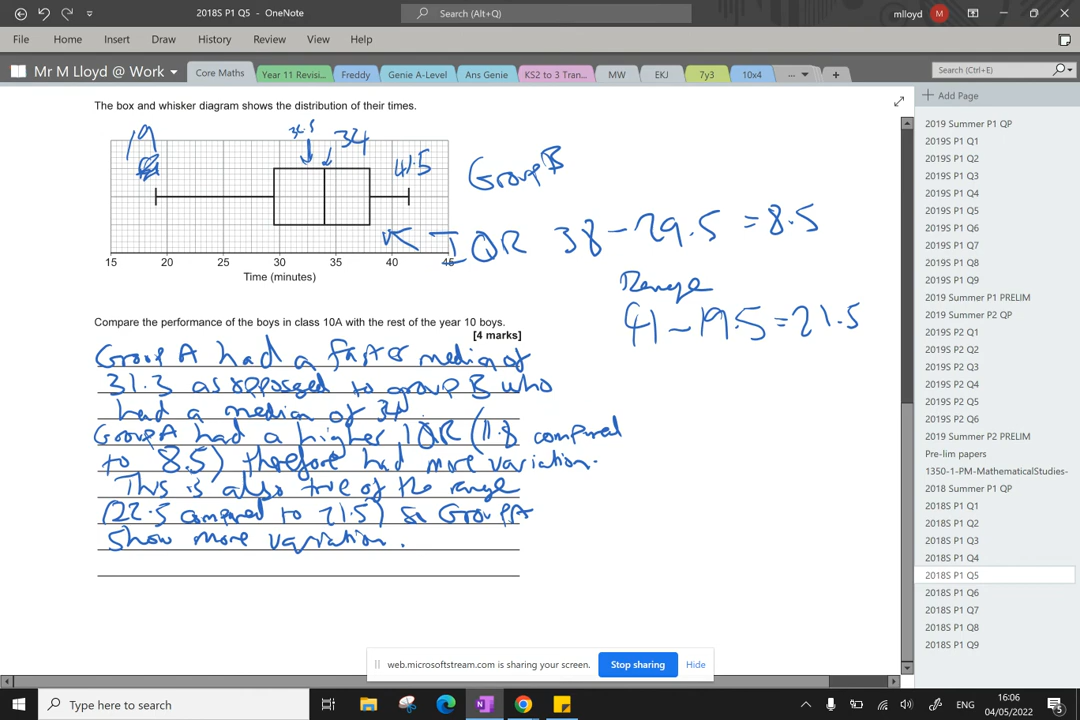 2018S P1 Q5 - OneNote
Search (Alt+Q)
mlloyd
M
File Home Insert Draw History Review View Help
Mr M Lloyd @ Work
Core Maths
Year 11 Revisi...
Freddy
Genie A-Level
Ans Genie
KS2 to 3 Tran...
MW
EKJ
7y3
10x4
...
+
Search (Ctrl+E)
Add Page
The box and whisker diagram shows the distribution of their times.
19
34.5
34
41.5
Group B
IQR 38 - 29.5 = 8.5
15 20 25 30 35 40 45
Time (minutes)
Range
41 - 19.5 = 21.5
Compare the performance of the boys in class 10A with the rest of the year 10 boys.
[4 marks]
Group A had a faster median of
31.3 as opposed to group B who
had a median of 34.
Group A had a higher IQR (11.8 compared
to 8.5) therefore had more variation.
This is also true of the range
(22.5 compared to 21.5) so Group A
show more variation.
2019 Summer P1 QP
2019S P1 Q1
2019S P1 Q2
2019S P1 Q3
2019S P1 Q4
2019S P1 Q5
2019S P1 Q6
2019S P1 Q7
2019S P1 Q8
2019S P1 Q9
2019 Summer P1 PRELIM
2019 Summer P2 QP
2019S P2 Q1
2019S P2 Q2
2019S P2 Q3
2019S P2 Q4
2019S P2 Q5
2019S P2 Q6
2019 Summer P2 PRELIM
Pre-lim papers
1350-1-PM-MathematicalStudies-
2018 Summer P1 QP
2018S P1 Q1
2018S P1 Q2
2018S P1 Q3
2018S P1 Q4
2018S P1 Q5
2018S P1 Q6
2018S P1 Q7
2018S P1 Q8
2018S P1 Q9
web.microsoftstream.com is sharing your screen.
Stop sharing
Hide
Type here to search
ENG
16:06
04/05/2022
5